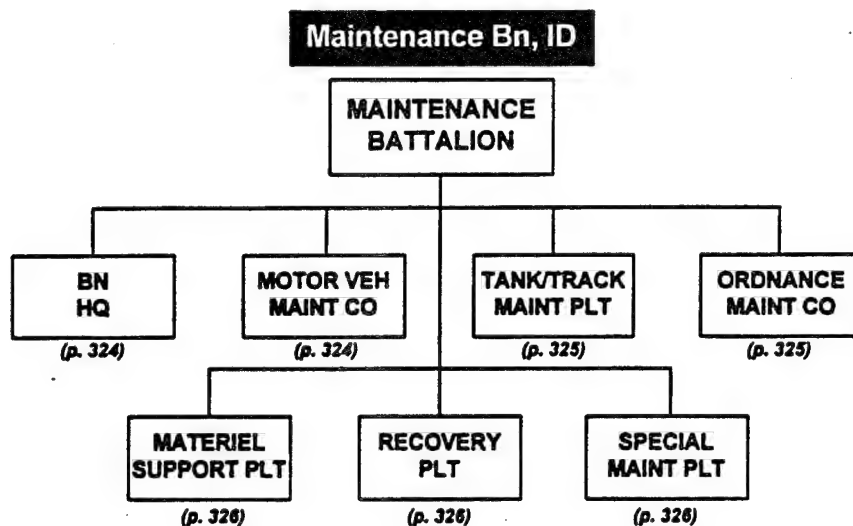 Maintenance Bn, ID
MAINTENANCE
BATTALION
BN
HQ
(p. 324)
MOTOR VEH
MAINT CO
(p. 324)
TANK/TRACK
MAINT PLT
(p. 325)
ORDNANCE
MAINT CO
(p. 325)
MATERIEL
SUPPORT PLT
(p. 326)
RECOVERY
PLT
(p. 326)
SPECIAL
MAINT PLT
(p. 326)